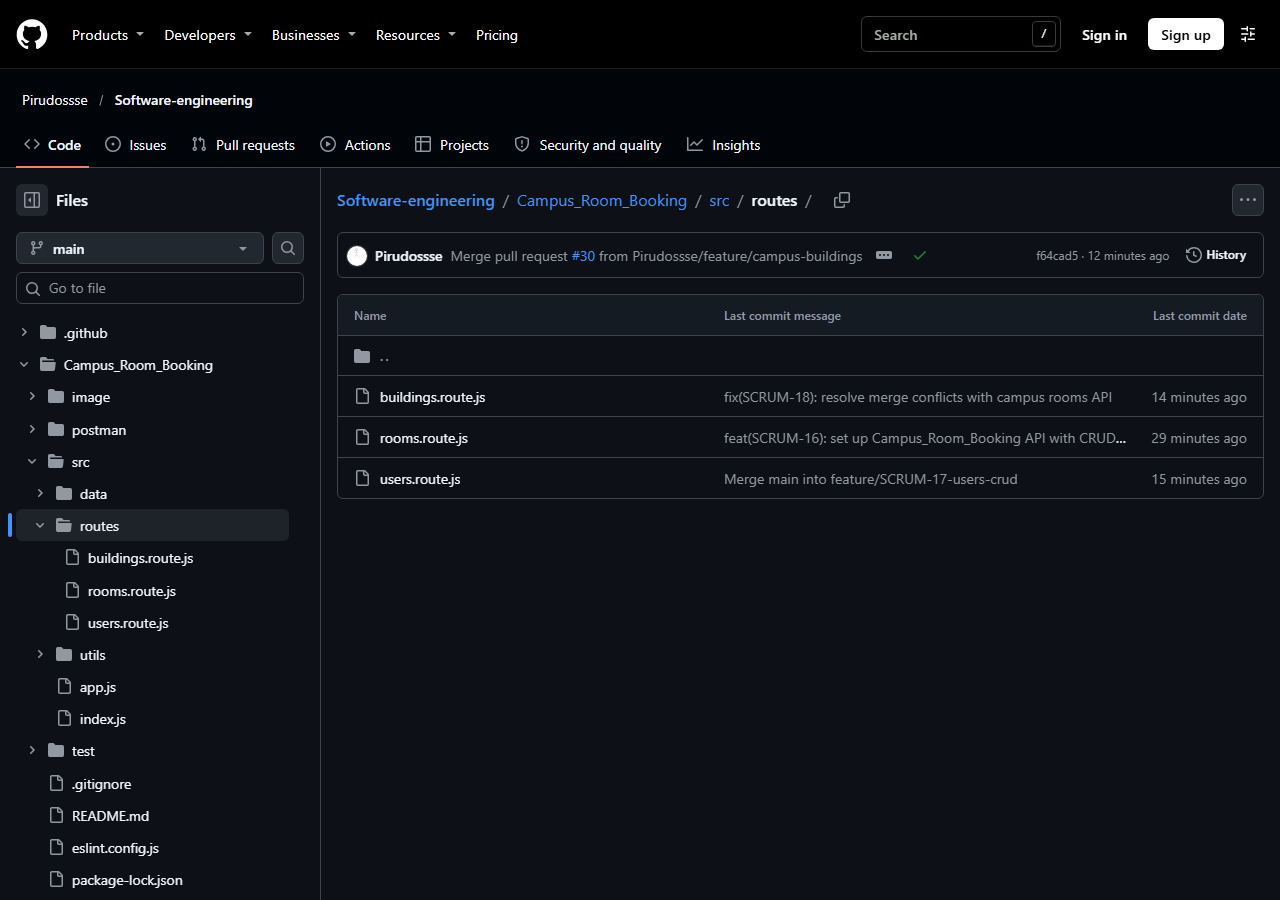 Products Developers Businesses Resources Pricing Search / Sign in Sign up
Pirudossse / Software-engineering
Code Issues Pull requests Actions Projects Security and quality Insights
Files
main
Go to file
.github
Campus_Room_Booking
image
postman
src
data
routes
buildings.route.js
rooms.route.js
users.route.js
utils
app.js
index.js
test
.gitignore
README.md
eslint.config.js
package-lock.json
Software-engineering / Campus_Room_Booking / src / routes /
Pirudossse Merge pull request #30 from Pirudossse/feature/campus-buildings f64cad5 · 12 minutes ago History
Name Last commit message Last commit date
..
buildings.route.js fix(SCRUM-18): resolve merge conflicts with campus rooms API 14 minutes ago
rooms.route.js feat(SCRUM-16): set up Campus_Room_Booking API with CRUD... 29 minutes ago
users.route.js Merge main into feature/SCRUM-17-users-crud 15 minutes ago